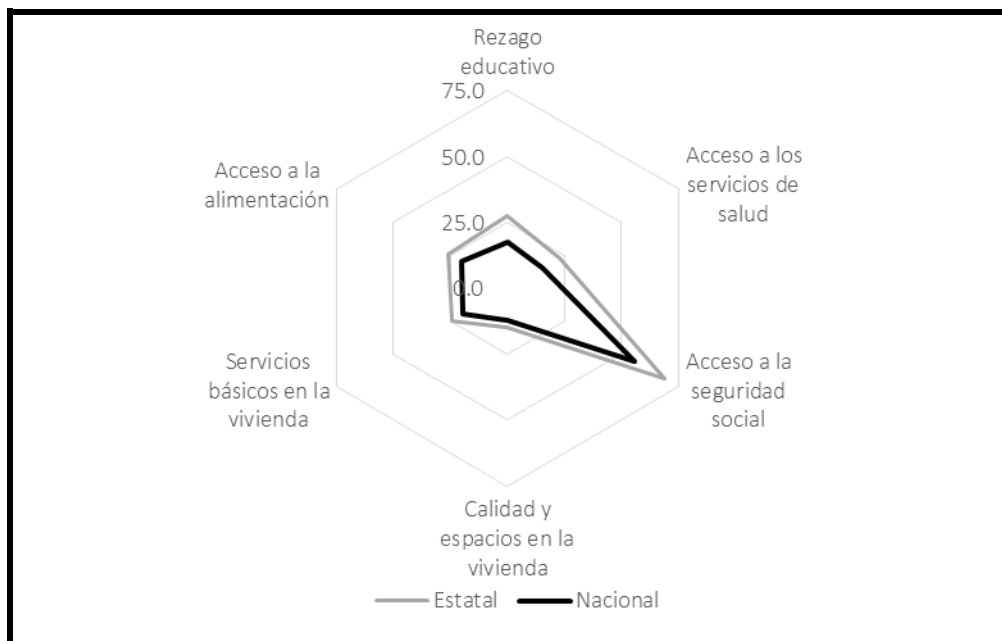 Rezago
educativo
75.0
50.0
25.0
0.0
Acceso a los
servicios de
salud
Acceso a la
seguridad
social
Calidad y
espacios en la
vivienda
Servicios
básicos en la
vivienda
Acceso a la
alimentación
Estatal
Nacional